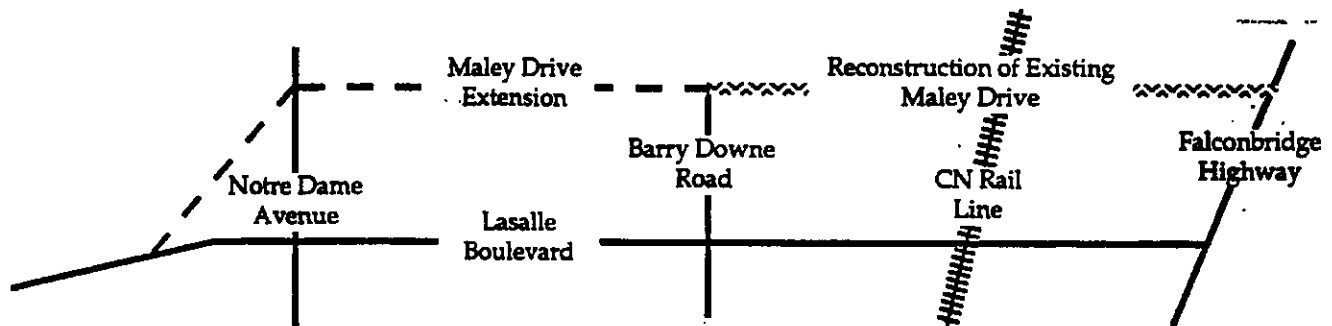 Maley Drive
Extension
Reconstruction of Existing
Maley Drive
Barry Downe
Road
Falconbridge
Highway
Notre Dame
Avenue
CN Rail
Line
Lasalle
Boulevard